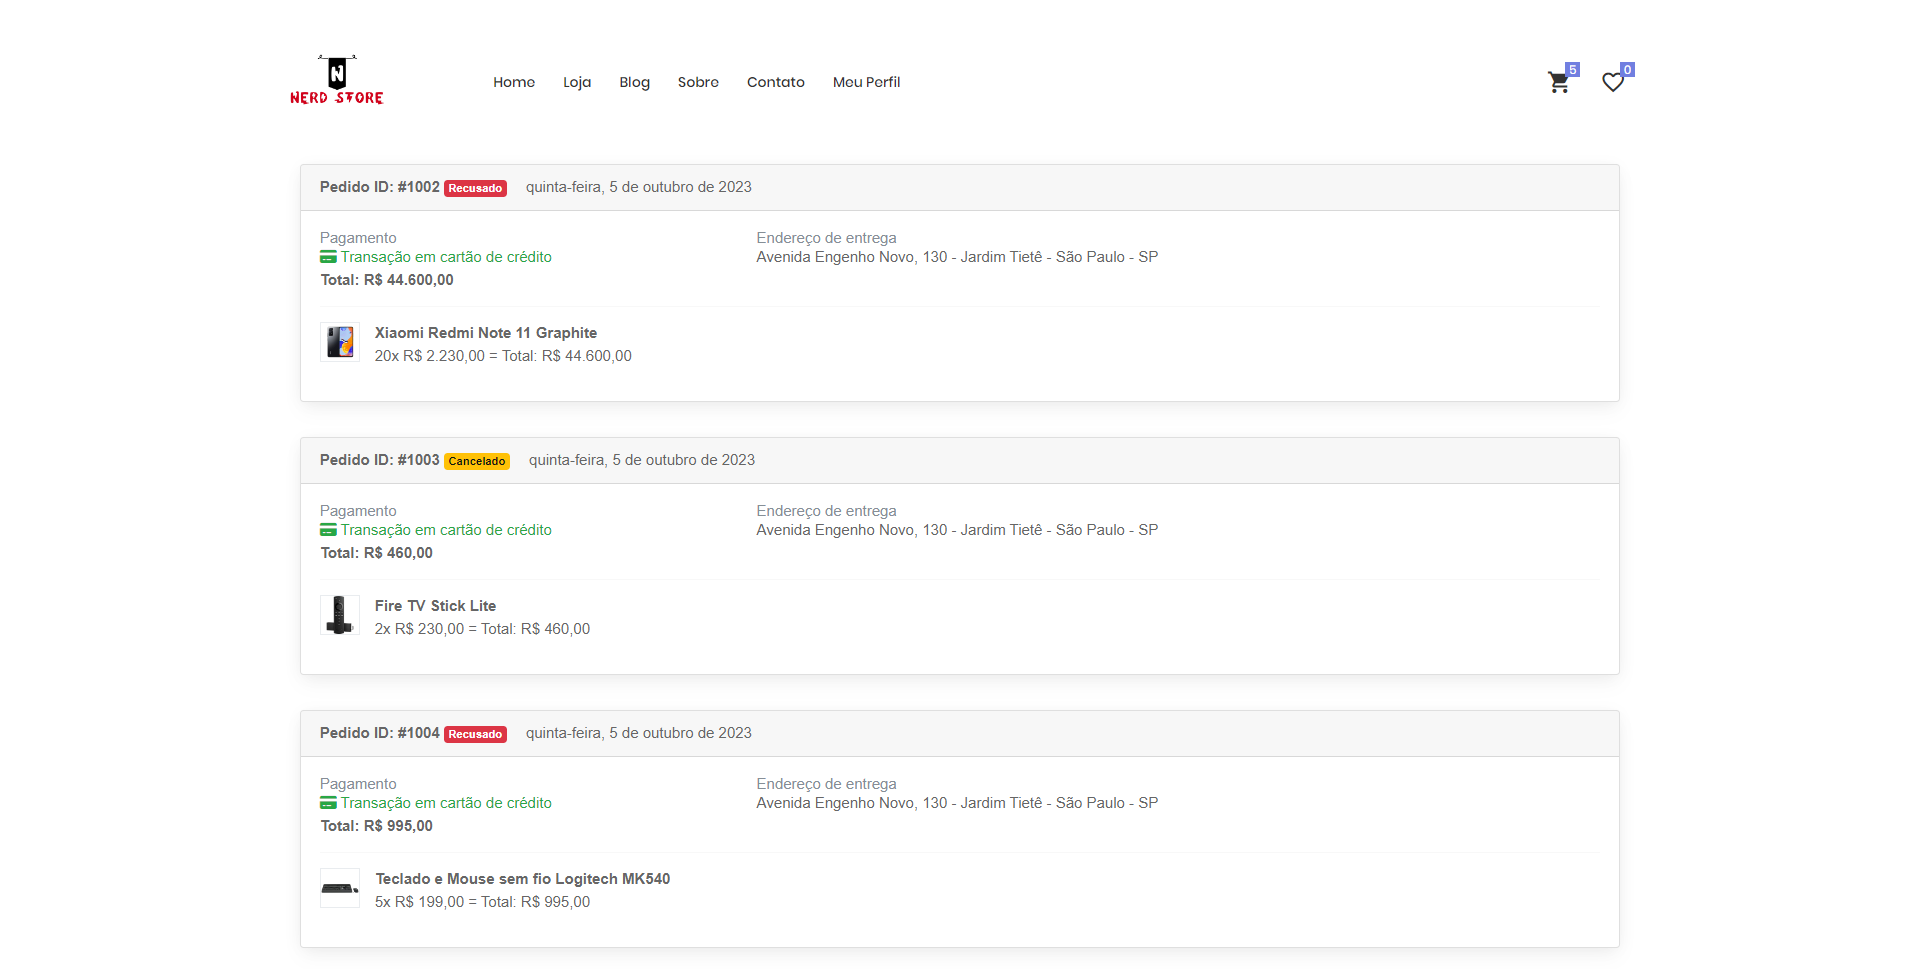 N
NERD STORE
Home Loja Blog Sobre Contato Meu Perfil
5
0
Pedido ID: #1002 Recusado quinta-feira, 5 de outubro de 2023
Pagamento
Transação em cartão de crédito
Total: R$ 44.600,00
Endereço de entrega
Avenida Engenho Novo, 130 - Jardim Tietê - São Paulo - SP
Xiaomi Redmi Note 11 Graphite
20x R$ 2.230,00 = Total: R$ 44.600,00
Pedido ID: #1003 Cancelado quinta-feira, 5 de outubro de 2023
Pagamento
Transação em cartão de crédito
Total: R$ 460,00
Endereço de entrega
Avenida Engenho Novo, 130 - Jardim Tietê - São Paulo - SP
Fire TV Stick Lite
2x R$ 230,00 = Total: R$ 460,00
Pedido ID: #1004 Recusado quinta-feira, 5 de outubro de 2023
Pagamento
Transação em cartão de crédito
Total: R$ 995,00
Endereço de entrega
Avenida Engenho Novo, 130 - Jardim Tietê - São Paulo - SP
Teclado e Mouse sem fio Logitech MK540
5x R$ 199,00 = Total: R$ 995,00